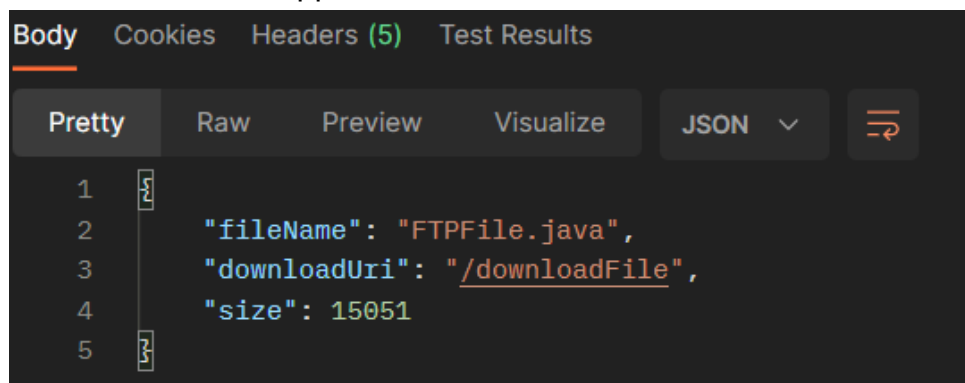 Body Cookies Headers (5) Test Results
Pretty Raw Preview Visualize JSON
1 {
2 "fileName": "FTPFile.java",
3 "downloadUri": "/downloadFile",
4 "size": 15051
5 }